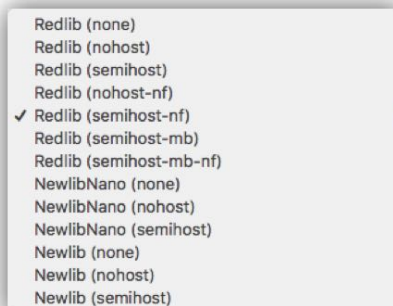 Redlib (none)
Redlib (nohost)
Redlib (semihost)
Redlib (nohost-nf)
✓ Redlib (semihost-nf)
Redlib (semihost-mb)
Redlib (semihost-mb-nf)
NewlibNano (none)
NewlibNano (nohost)
NewlibNano (semihost)
Newlib (none)
Newlib (nohost)
Newlib (semihost)